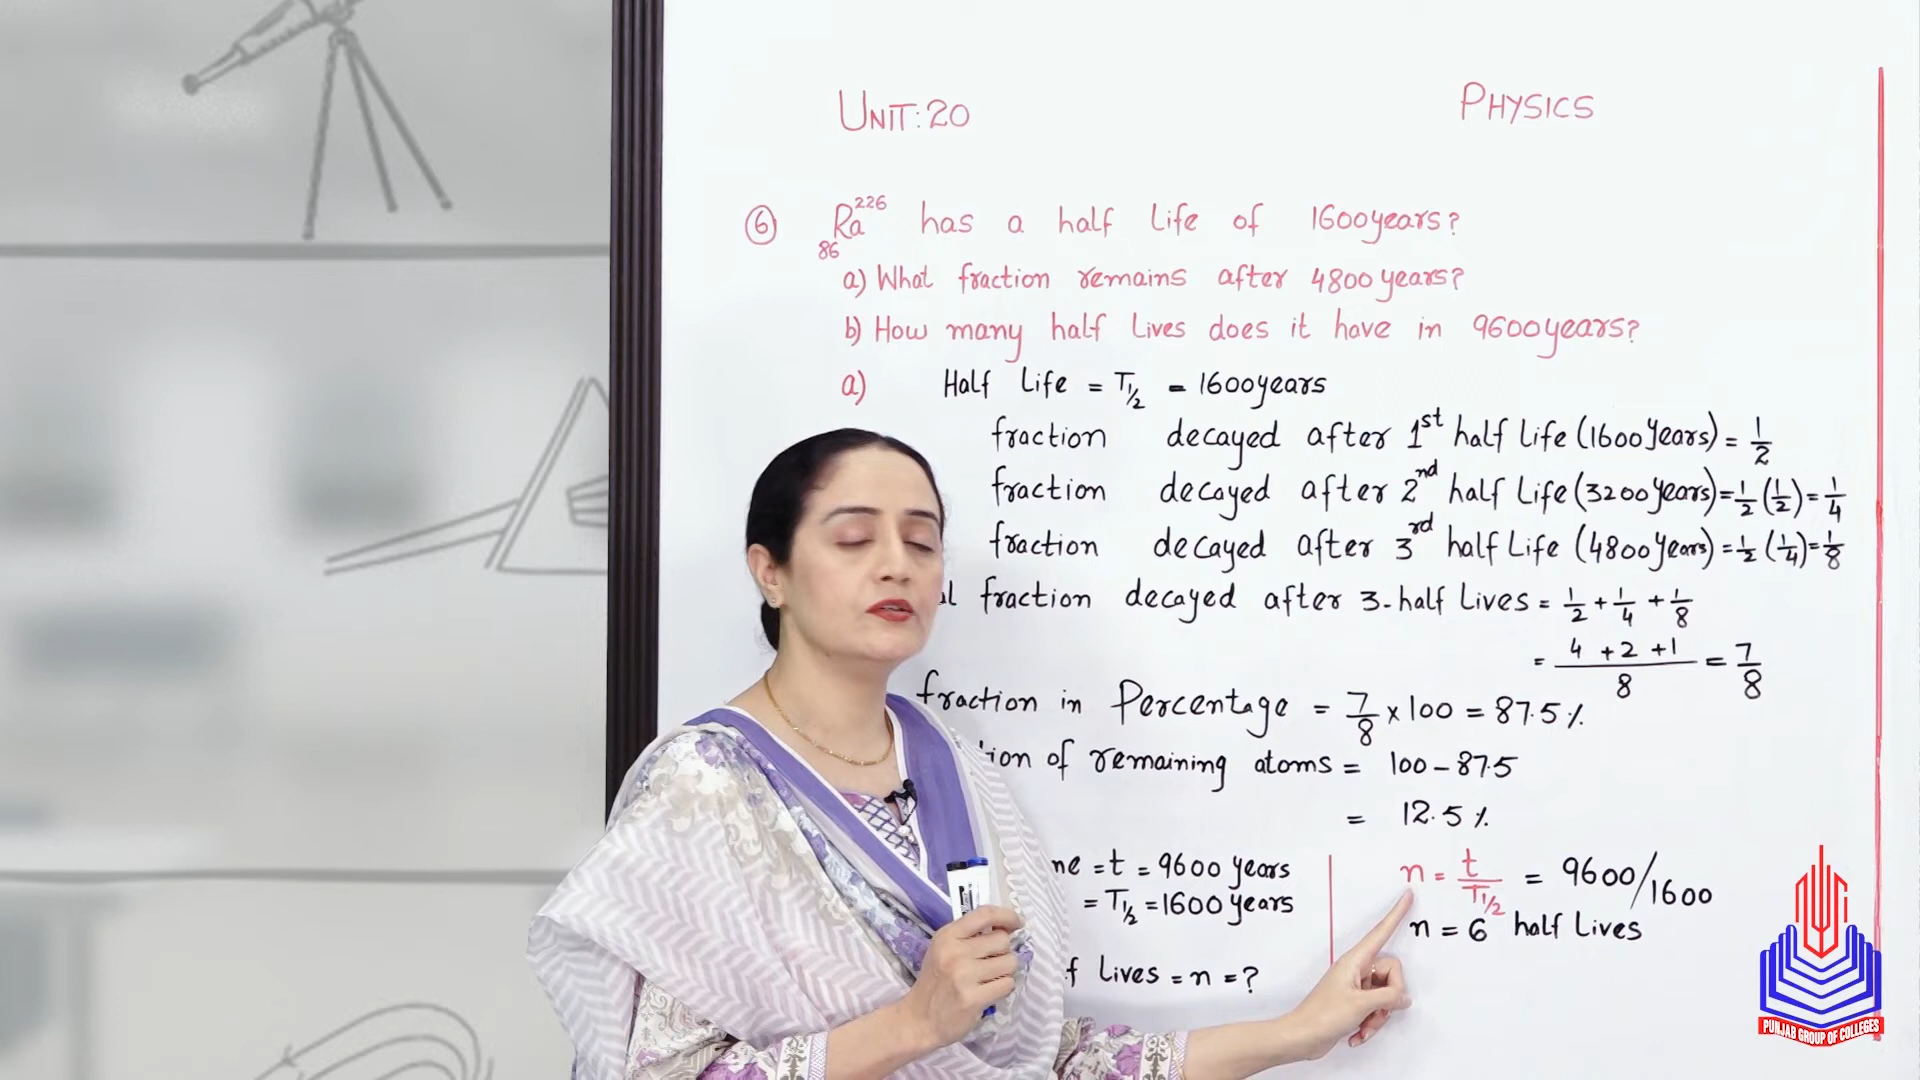 UNIT:20 PHYSICS
⑥ ₈₆Ra²²⁶ has a half life of 1600years?
a) What fraction remains after 4800 years?
b) How many half Lives does it have in 9600years?
a) Half Life = T1/2 - 1600years
fraction decayed after 1st half life (1600 Years) = 1/2
fraction decayed after 2nd half Life (3200 Years) = 1/2 (1/2) = 1/4
fraction decayed after 3rd half Life (4800 Years) = 1/2 (1/4) = 1/8
fraction decayed after 3-half Lives = 1/2 + 1/4 + 1/8
= 4 + 2 + 1 / 8 = 7/8
fraction in Percentage = 7/8 x 100 = 87.5 %
of remaining atoms = 100 - 87.5
= 12.5 %
= t = 9600 years
= T1/2 = 1600 years
Lives = n = ?
n = t / T1/2 = 9600/1600
n = 6 half Lives
PUNJAB GROUP OF COLLEGES